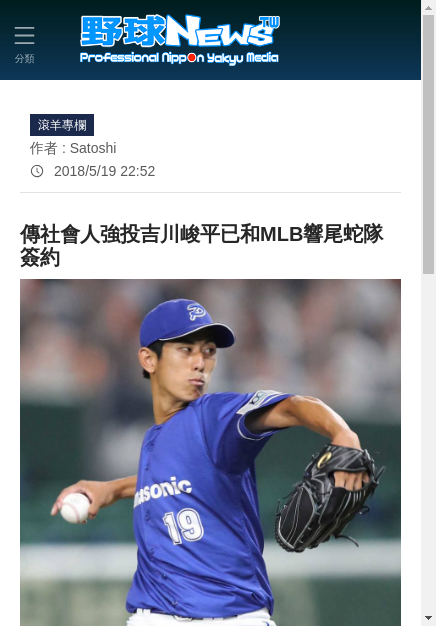 野球NewsTW
Professional Nippon Yakyu Media
分類
滾羊專欄
作者 : Satoshi
2018/5/19 22:52
傳社會人強投吉川峻平已和MLB響尾蛇隊
簽約
Panasonic
19